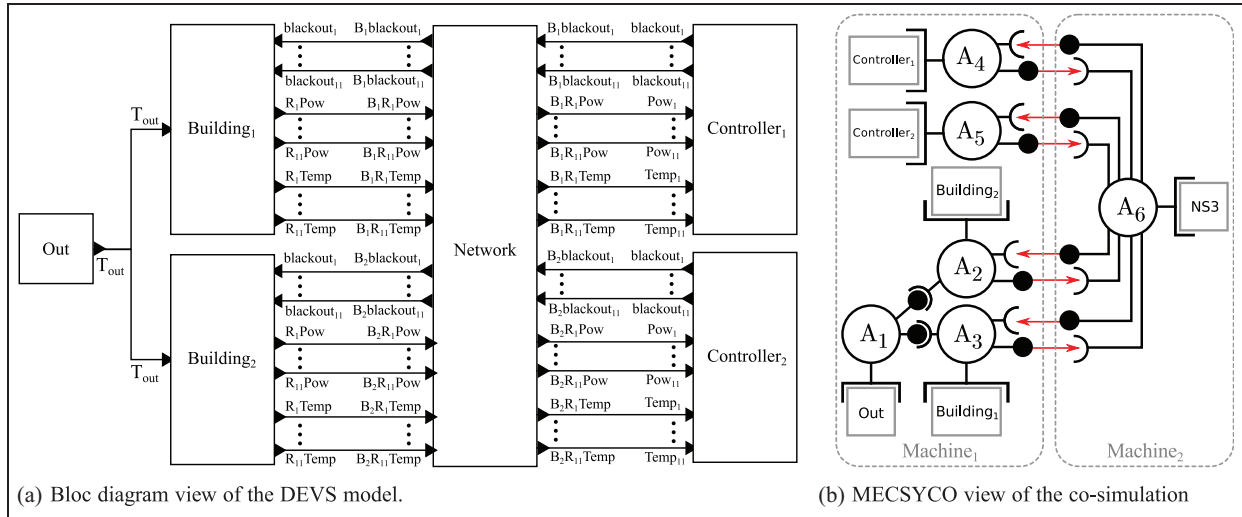 blackout₁ B₁blackout₁ B₁blackout₁ blackout₁
blackout₁₁ B₁blackout₁₁ B₁blackout₁₁ blackout₁₁
R₁Pow B₁R₁Pow B₁R₁Pow Pow₁
R₁₁Pow B₁R₁₁Pow B₁R₁₁Pow Pow₁₁
R₁Temp B₁R₁Temp B₁R₁Temp Temp₁
R₁₁Temp B₁R₁₁Temp B₁R₁₁Temp Temp₁₁
Tout
Building₁
Controller₁
Network
Out
Tout
blackout₁ B₂blackout₁ B₂blackout₁ blackout₁
blackout₁₁ B₂blackout₁₁ B₂blackout₁₁ blackout₁₁
R₁Pow B₂R₁Pow B₂R₁Pow Pow₁
R₁₁Pow B₂R₁₁Pow B₂R₁₁Pow Pow₁₁
R₁Temp B₂R₁Temp B₂R₁Temp Temp₁
R₁₁Temp B₂R₁₁Temp B₂R₁₁Temp Temp₁₁
Tout
Building₂
Controller₂
(a) Bloc diagram view of the DEVS model.
Controller₁
A₄
Controller₂
A₅
Building₂
A₆
NS3
A₂
A₁
A₃
Out
Building₁
Machine₁
Machine₂
(b) MECSYCO view of the co-simulation